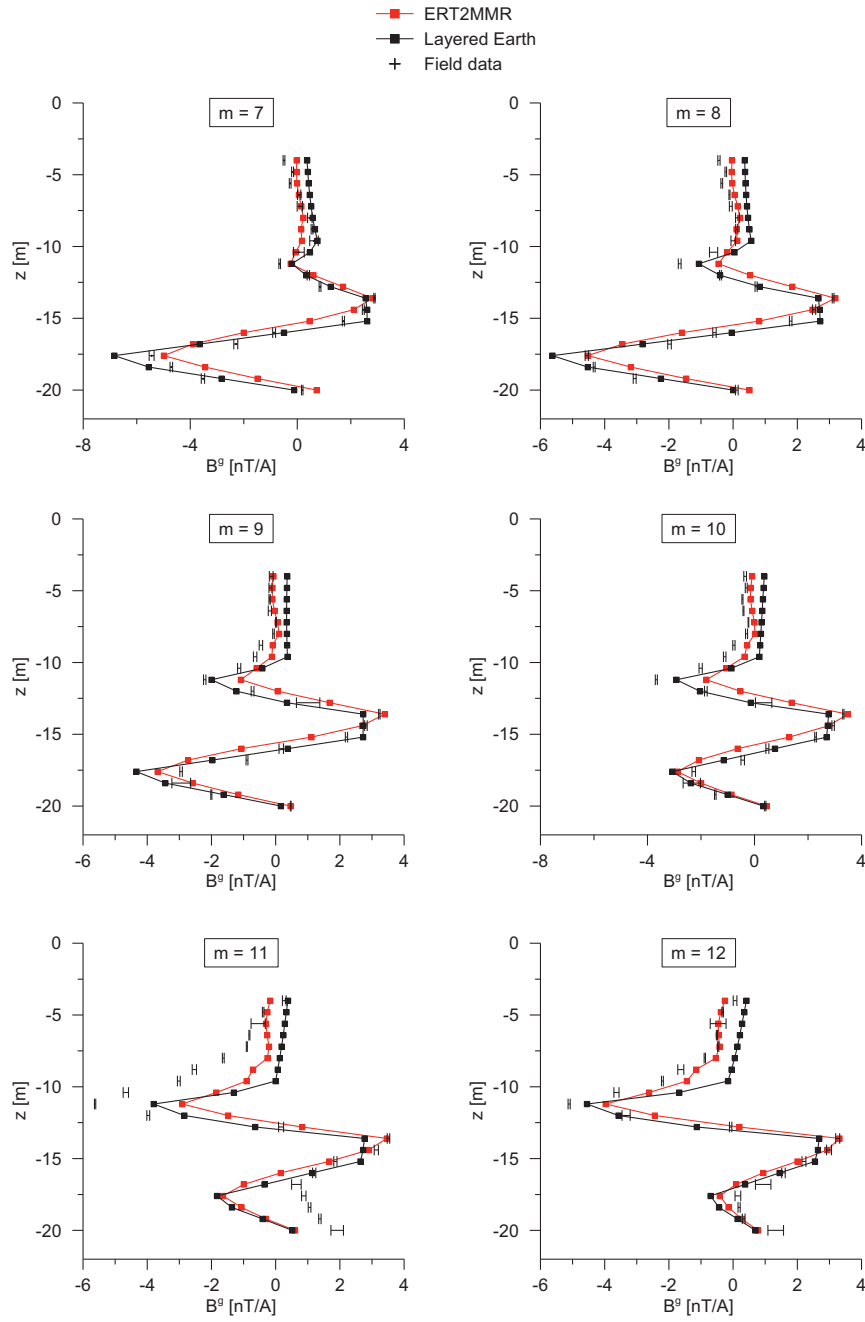 ERT2MMR
Layered Earth
Field data
m = 7
0
-5
-10
-15
-20
z [m]
-8 -4 0 4
Bᵍ [nT/A]
m = 8
0
-5
-10
-15
-20
z [m]
-6 -4 -2 0 2 4
Bᵍ [nT/A]
m = 9
0
-5
-10
-15
-20
z [m]
-6 -4 -2 0 2 4
Bᵍ [nT/A]
m = 10
0
-5
-10
-15
-20
z [m]
-8 -4 0 4
Bᵍ [nT/A]
m = 11
0
-5
-10
-15
-20
z [m]
-6 -4 -2 0 2 4
Bᵍ [nT/A]
m = 12
0
-5
-10
-15
-20
z [m]
-6 -4 -2 0 2 4
Bᵍ [nT/A]